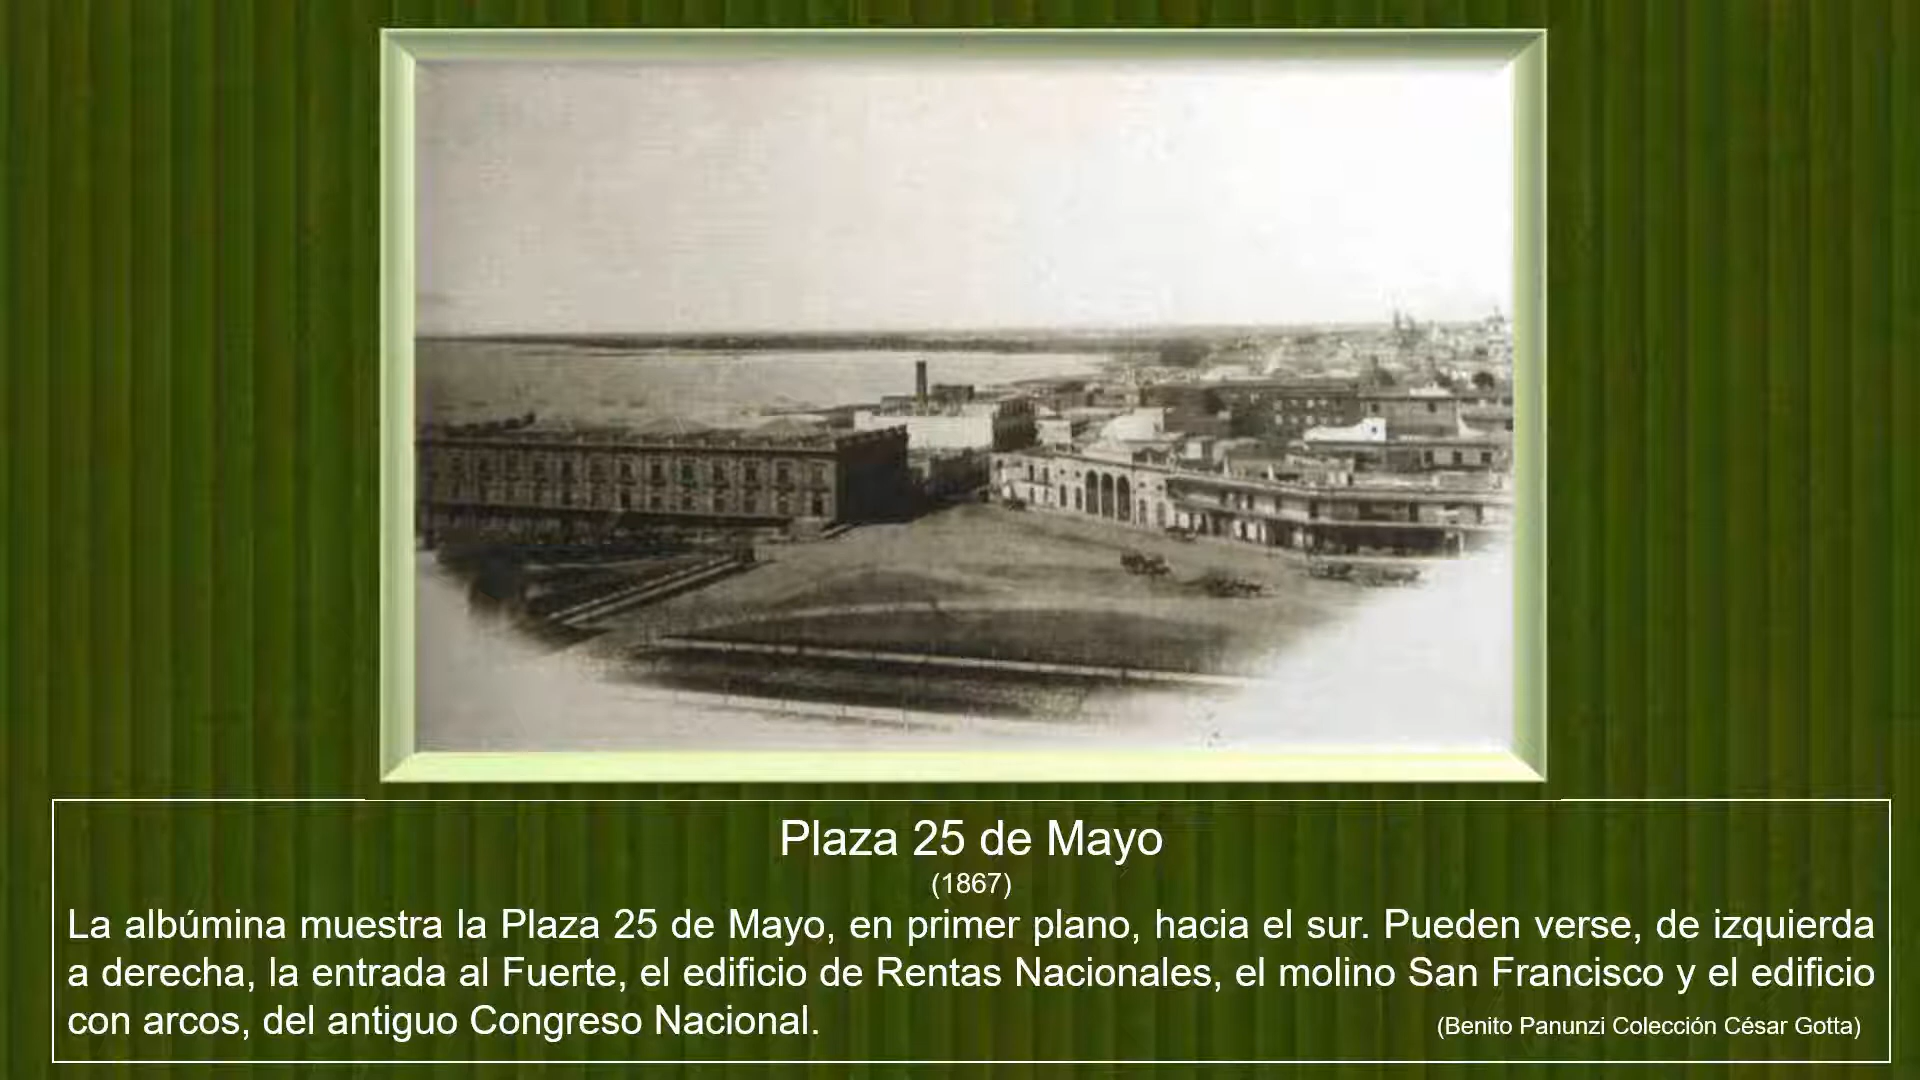 Plaza 25 de Mayo
(1867)
La albúmina muestra la Plaza 25 de Mayo, en primer plano, hacia el sur. Pueden verse, de izquierda
a derecha, la entrada al Fuerte, el edificio de Rentas Nacionales, el molino San Francisco y el edificio
con arcos, del antiguo Congreso Nacional.
(Benito Panunzi Colección César Gotta)